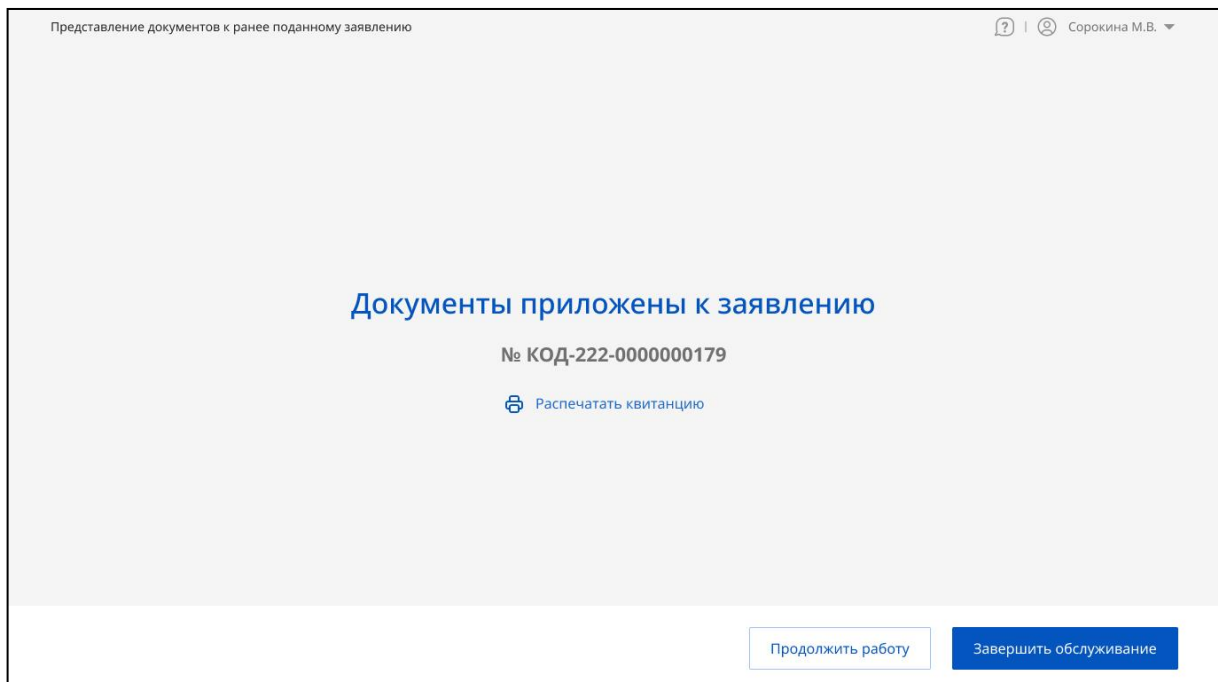 Представление документов к ранее поданному заявлению
? | Сорокина М.В.
Документы приложены к заявлению
№ КОД-222-0000000179
Распечатать квитанцию
Продолжить работу
Завершить обслуживание